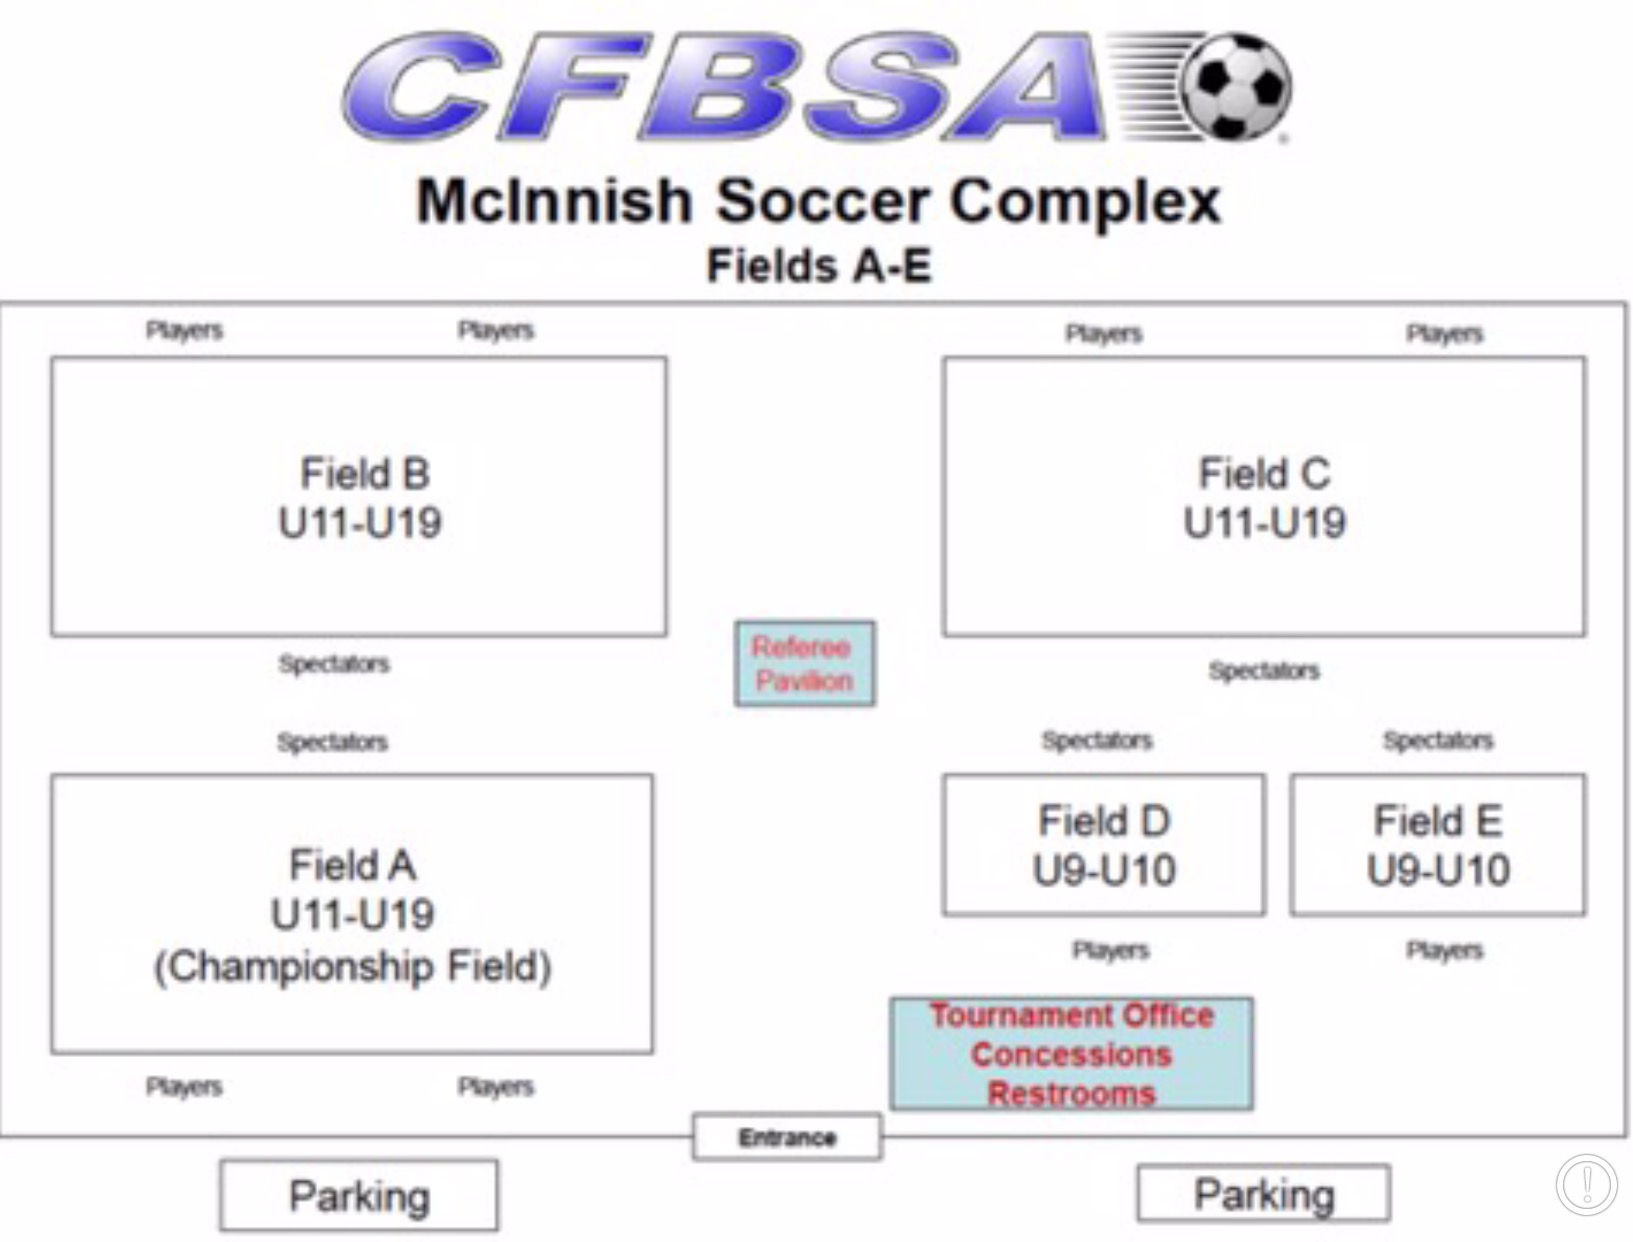 CFBSA
McInnish Soccer Complex
Fields A-E
Players Players
Players Players
Field B
U11-U19
Field C
U11-U19
Referee
Pavilion
Spectators
Spectators
Spectators
Spectators Spectators
Field A
U11-U19
(Championship Field)
Field D
U9-U10
Field E
U9-U10
Players Players
Tournament Office
Concessions
Restrooms
Players Players
Entrance
Parking
Parking